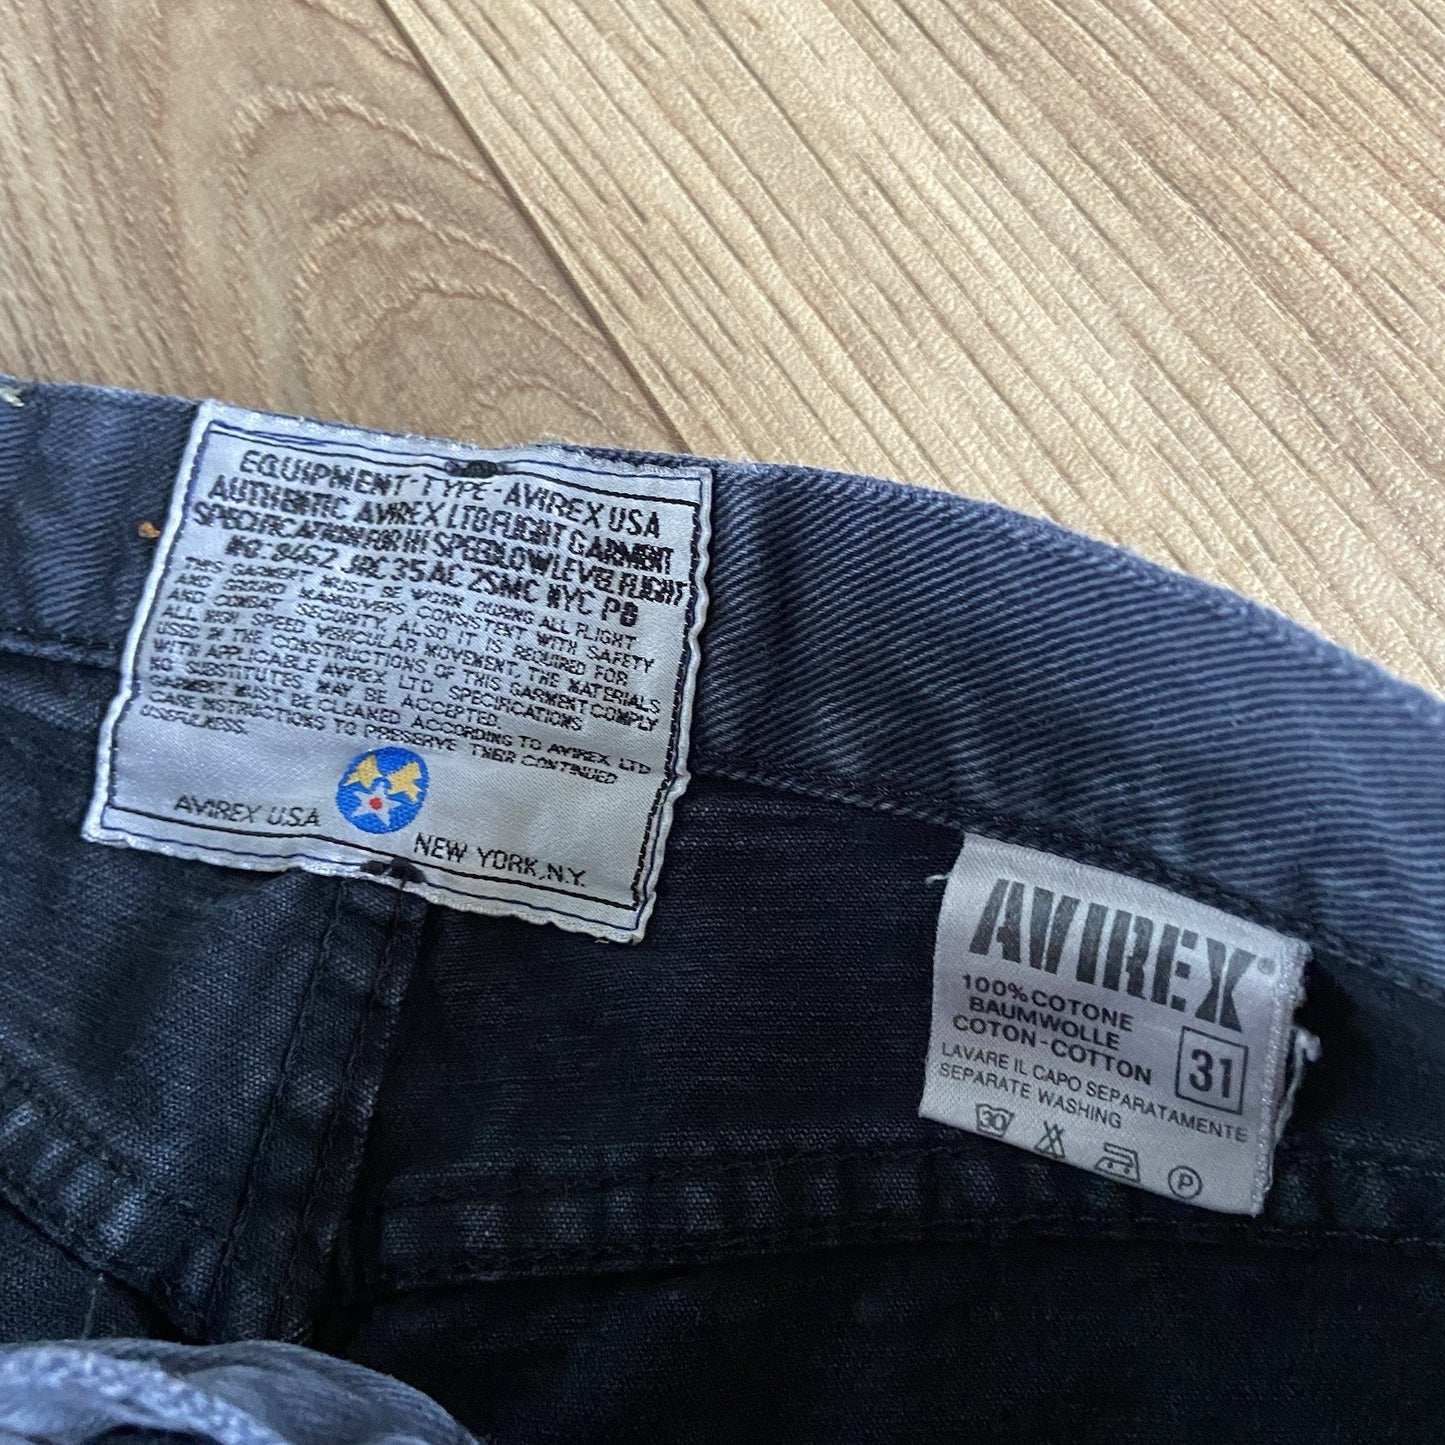 EQUIPMENT-TYPE-AVIREX USA
AUTHENTIC AVIREX LTD FLIGHT GARMENT
SPECIFICATION FOR HI SPEED LOW LEVEL FLIGHT
NO. 8462 JBC 35 AC 25MC NYC PB
THIS GARMENT MUST BE WORK DURING ALL FLIGHT
AND GROUND MANOUVERS CONSISTENT WITH SAFETY
AND COMBAT SECURITY, ALSO IT IS REQUIRED FOR
ALL HIGH SPEED VEHICULAR MOVEMENT, THE MATERIALS
USED IN THE CONSTRUCTIONS OF THIS GARMENT COMPLY
WITH APPLICABLE AVIREX LTD. SPECIFICATIONS
NO SUBSTITUTES MAY BE ACCEPTED.
GARMENT MUST BE CLEANED ACCORDING TO AVIREX LTD
CARE INSTRUCTIONS TO PRESERVE THEIR CONTINUED
USEFULNESS.
AVIREX U.S.A
NEW YORK, N.Y.
AVIREX®
100% COTONE
BAUMWOLLE
COTON-COTTON
31
LAVARE IL CAPO SEPARATAMENTE
SEPARATE WASHING
30
P